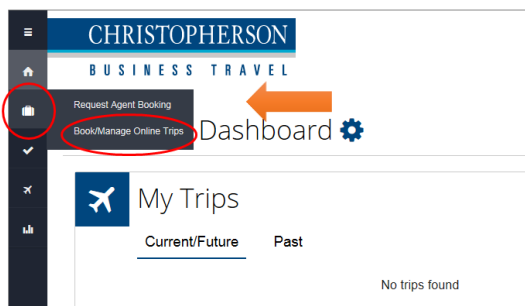 CHRISTOPHERSON
BUSINESS TRAVEL
Request Agent Booking
Book/Manage Online Trips
Dashboard
My Trips
Current/Future Past
No trips found